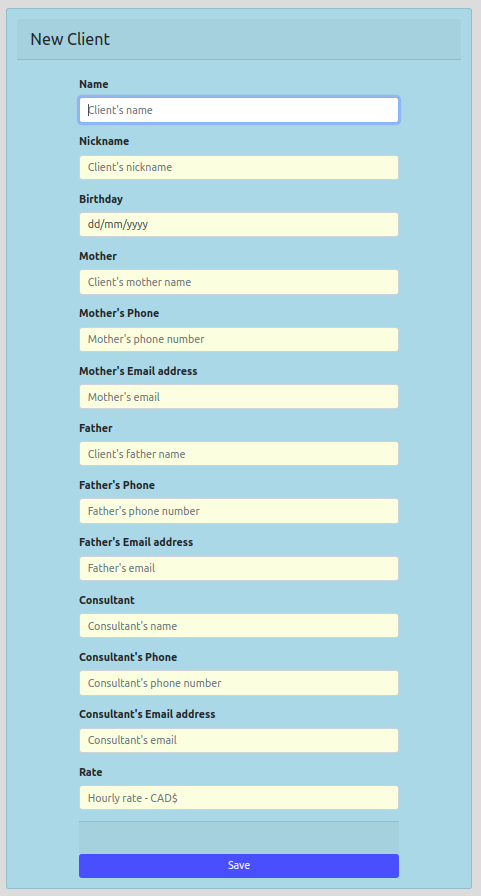 New Client
Name
Client's name
Nickname
Client's nickname
Birthday
dd/mm/yyyy
Mother
Client's mother name
Mother's Phone
Mother's phone number
Mother's Email address
Mother's email
Father
Client's father name
Father's Phone
Father's phone number
Father's Email address
Father's email
Consultant
Consultant's name
Consultant's Phone
Consultant's phone number
Consultant's Email address
Consultant's email
Rate
Hourly rate - CAD$
Save